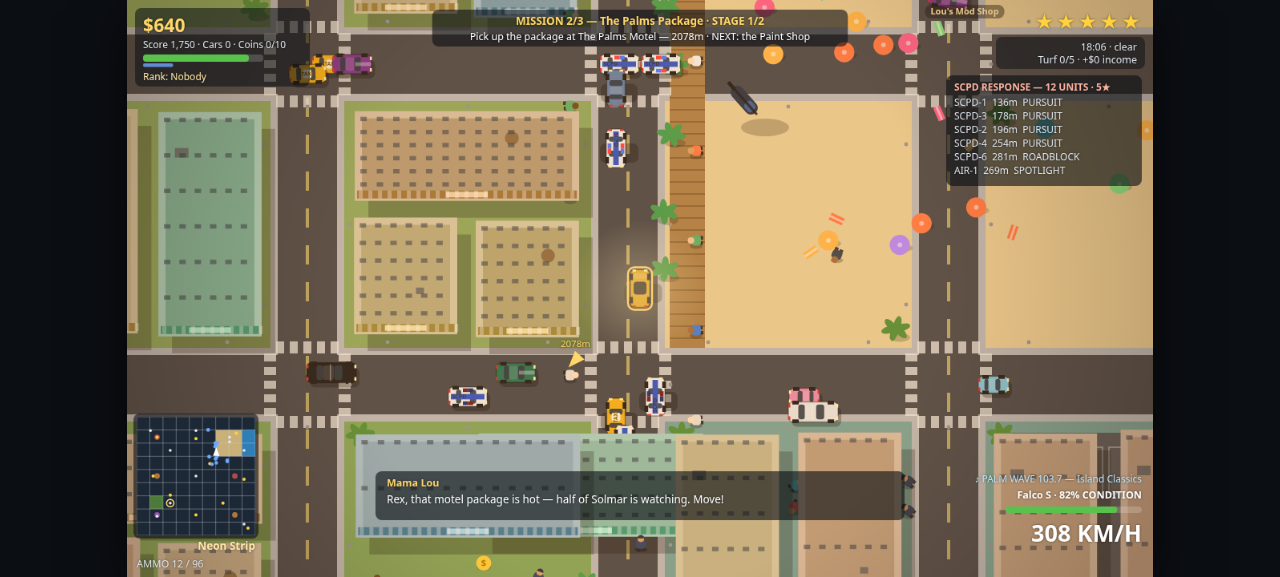 $640
Score 1,750 · Cars 0 · Coins 0/10
Rank: Nobody
MISSION 2/3 — The Palms Package · STAGE 1/2
Pick up the package at The Palms Motel — 2078m · NEXT: the Paint Shop
Lou's Mod Shop
★ ★ ★ ★ ★
18:06 · clear
Turf 0/5 · +$0 income
SCPD RESPONSE — 12 UNITS · 5★
SCPD-1 136m PURSUIT
SCPD-3 178m PURSUIT
SCPD-2 196m PURSUIT
SCPD-4 254m PURSUIT
SCPD-6 281m ROADBLOCK
AIR-1 269m SPOTLIGHT
2078m
Mama Lou
Rex, that motel package is hot — half of Solmar is watching. Move!
♪ PALM WAVE 103.7 — Island Classics
Falco S · 82% CONDITION
308 KM/H
Neon Strip
AMMO 12 / 96
$